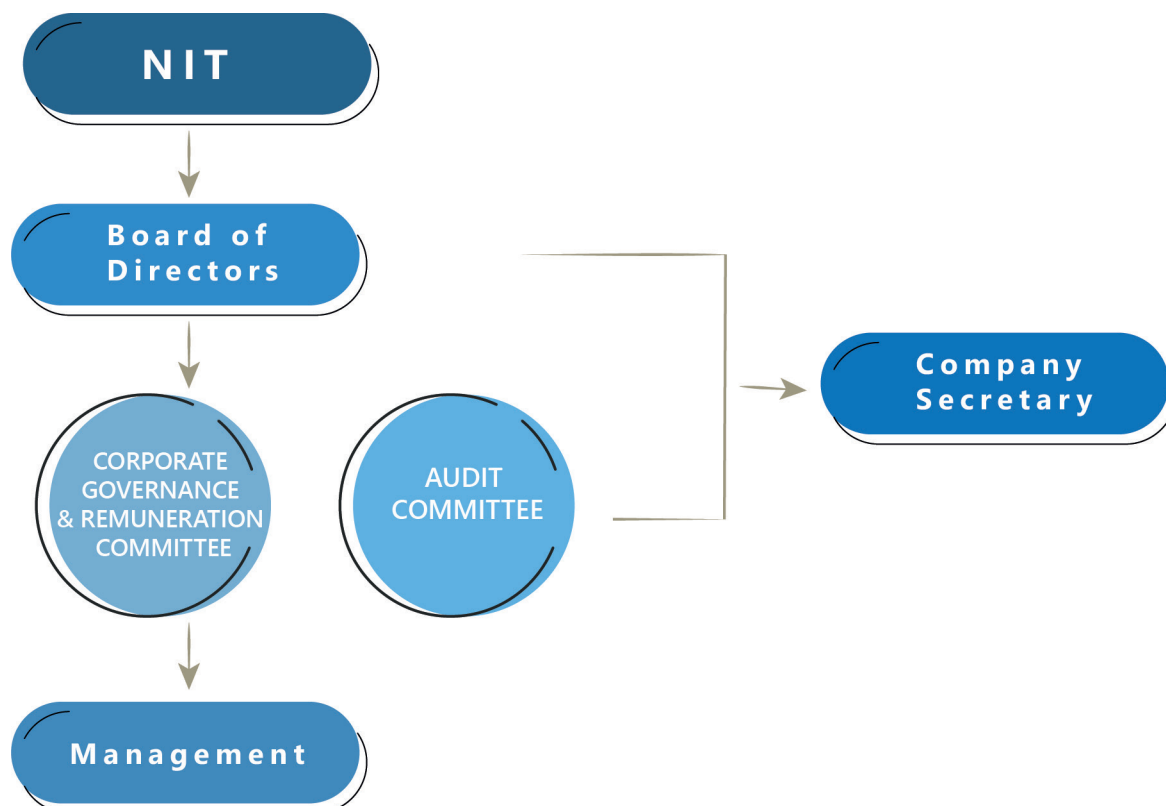 NIT
Board of
Directors
Company
Secretary
CORPORATE
GOVERNANCE
& REMUNERATION
COMMITTEE
AUDIT
COMMITTEE
Management